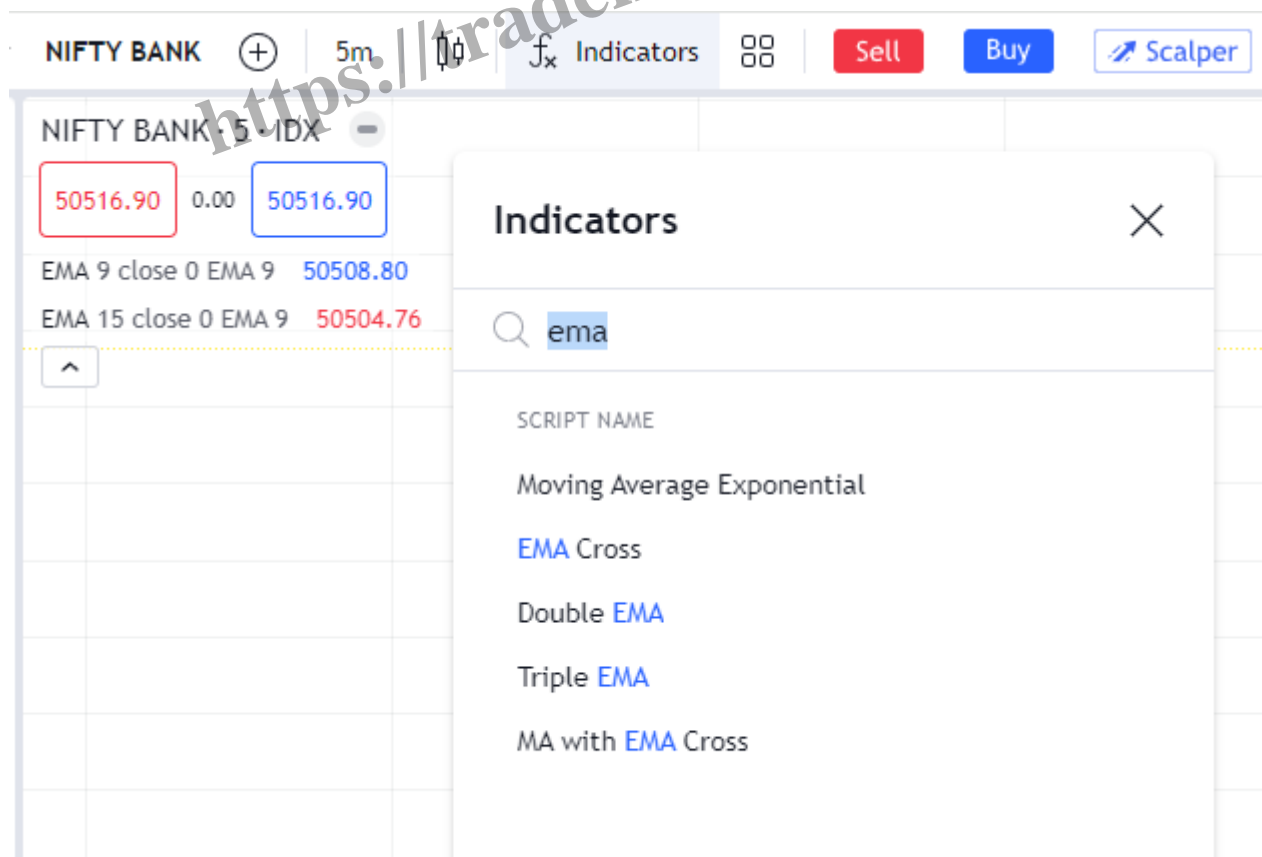 NIFTY BANK 5m Indicators Sell Buy Scalper
NIFTY BANK · 5 · IDX
50516.90 0.00 50516.90
EMA 9 close 0 EMA 9 50508.80
EMA 15 close 0 EMA 9 50504.76
Indicators
ema
SCRIPT NAME
Moving Average Exponential
EMA Cross
Double EMA
Triple EMA
MA with EMA Cross